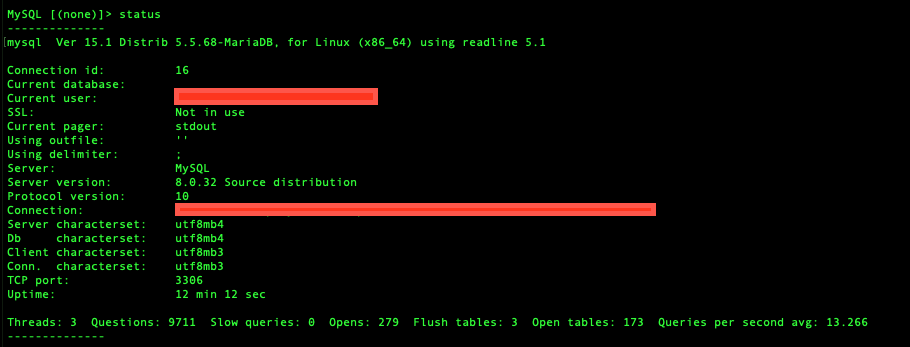 MySQL [(none)]> status
--------------
mysql  Ver 15.1 Distrib 5.5.68-MariaDB, for Linux (x86_64) using readline 5.1

Connection id:          16
Current database:
Current user:
SSL:                    Not in use
Current pager:          stdout
Using outfile:          ''
Using delimiter:        ;
Server:                 MySQL
Server version:         8.0.32 Source distribution
Protocol version:       10
Connection:
Server characterset:    utf8mb4
Db     characterset:    utf8mb4
Client characterset:    utf8mb3
Conn.  characterset:    utf8mb3
TCP port:               3306
Uptime:                 12 min 12 sec

Threads: 3  Questions: 9711  Slow queries: 0  Opens: 279  Flush tables: 3  Open tables: 173  Queries per second avg: 13.266
--------------